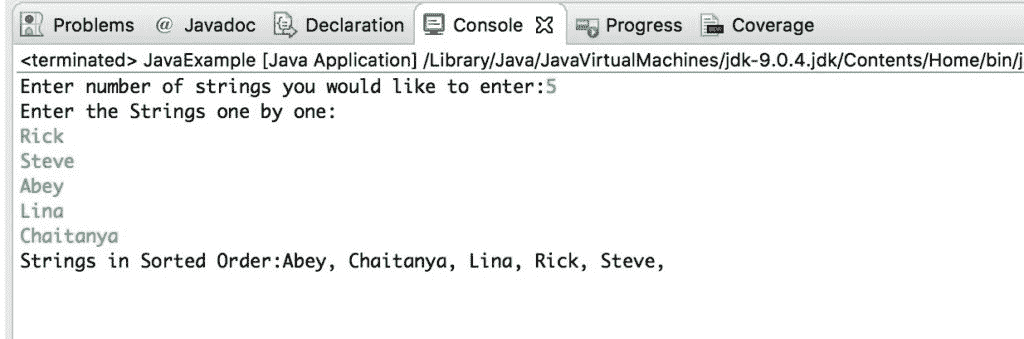 Problems @ Javadoc Declaration Console Progress Coverage
<terminated> JavaExample [Java Application] /Library/Java/JavaVirtualMachines/jdk-9.0.4.jdk/Contents/Home/bin/j
Enter number of strings you would like to enter:5
Enter the Strings one by one:
Rick
Steve
Abey
Lina
Chaitanya
Strings in Sorted Order:Abey, Chaitanya, Lina, Rick, Steve,